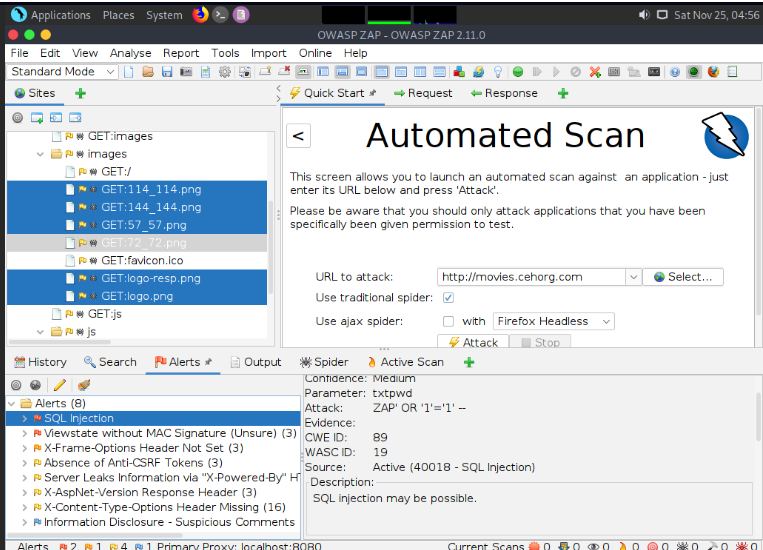 Applications Places System Sat Nov 25, 04:56
OWASP ZAP - OWASP ZAP 2.11.0
File Edit View Analyse Report Tools Import Online Help
Standard Mode
Sites
Quick Start Request Response
GET:images
images
GET:/
GET:114_114.png
GET:144_144.png
GET:57_57.png
GET:72_72.png
GET:favicon.ico
GET:logo-resp.png
GET:logo.png
GET:js
js
<
Automated Scan
This screen allows you to launch an automated scan against an application - just
enter its URL below and press 'Attack'.
Please be aware that you should only attack applications that you have been
specifically been given permission to test.
URL to attack: http://movies.cehorg.com Select...
Use traditional spider:
Use ajax spider: with Firefox Headless
Attack Stop
History Search Alerts Output Spider Active Scan
Alerts (8)
SQL Injection
Viewstate without MAC Signature (Unsure) (3)
X-Frame-Options Header Not Set (3)
Absence of Anti-CSRF Tokens (3)
Server Leaks Information via "X-Powered-By" HT
X-AspNet-Version Response Header (3)
X-Content-Type-Options Header Missing (16)
Information Disclosure - Suspicious Comments
Confidence: Medium
Parameter: txtpwd
Attack: ZAP' OR '1'='1' --
Evidence:
CWE ID: 89
WASC ID: 19
Source: Active (40018 - SQL Injection)
Description:
SQL injection may be possible.
Alerts 2 1 4 1 Primary Proxy: localhost:8080 Current Scans 0 0 0 0 0 0 0 0